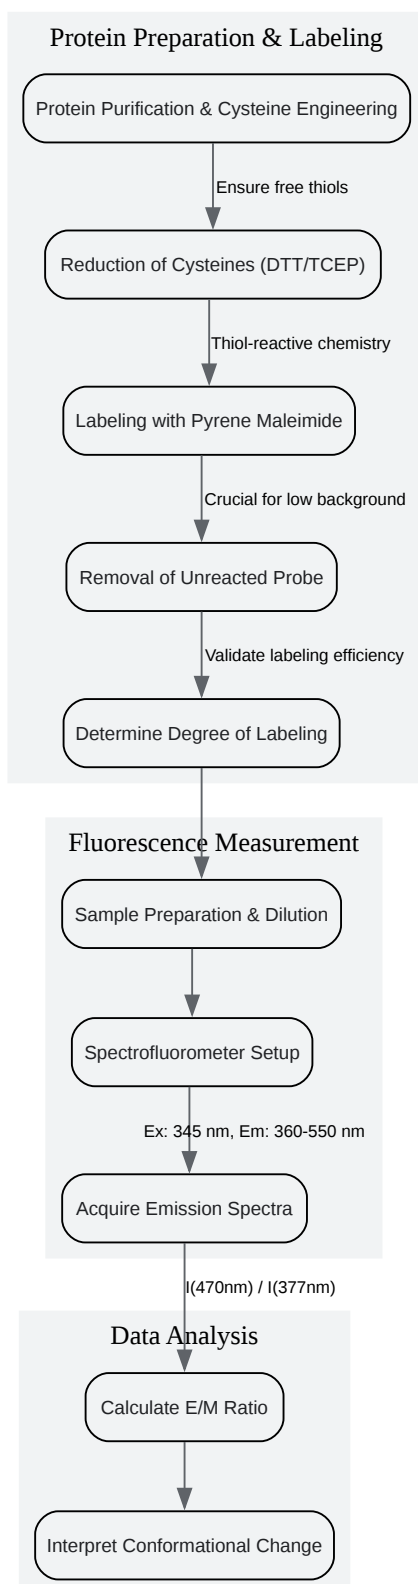 Protein Preparation & Labeling
Protein Purification & Cysteine Engineering
Ensure free thiols
Reduction of Cysteines (DTT/TCEP)
Thiol-reactive chemistry
Labeling with Pyrene Maleimide
Crucial for low background
Removal of Unreacted Probe
Validate labeling efficiency
Determine Degree of Labeling
Fluorescence Measurement
Sample Preparation & Dilution
Spectrofluorometer Setup
Ex: 345 nm, Em: 360-550 nm
Acquire Emission Spectra
I(470nm) / I(377nm)
Data Analysis
Calculate E/M Ratio
Interpret Conformational Change